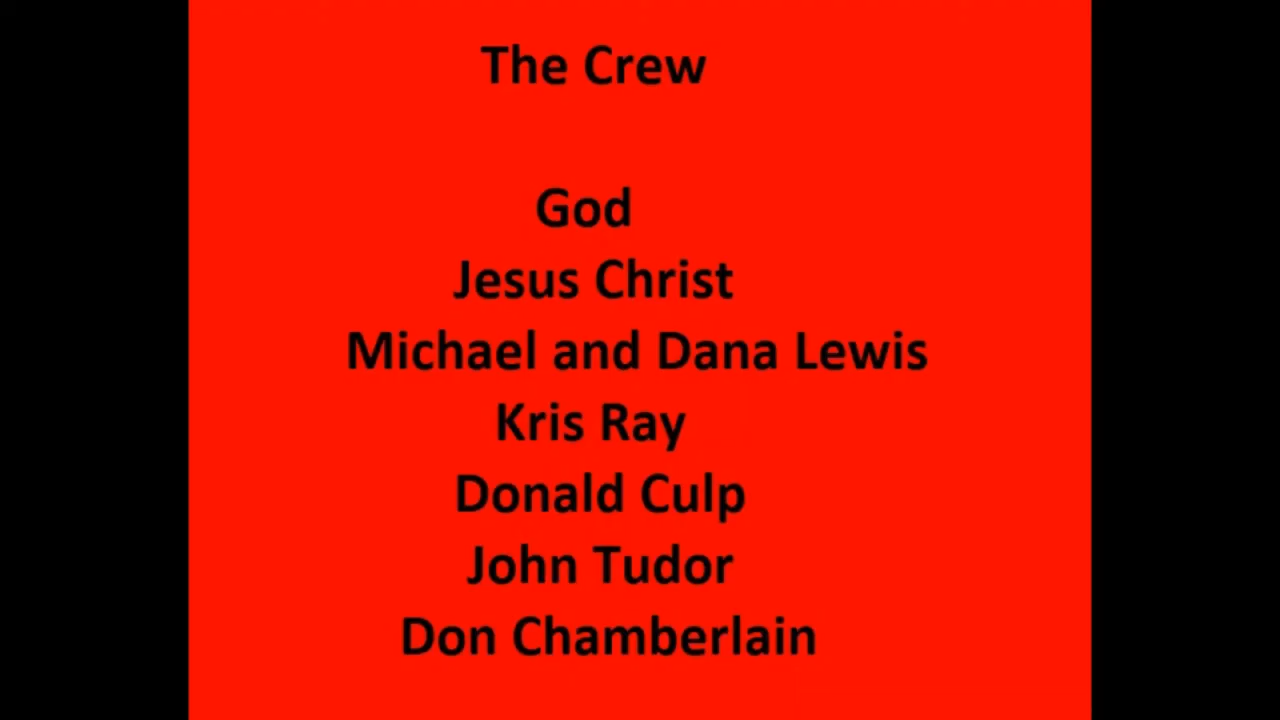 The Crew
God
Jesus Christ
Michael and Dana Lewis
Kris Ray
Donald Culp
John Tudor
Don Chamberlain